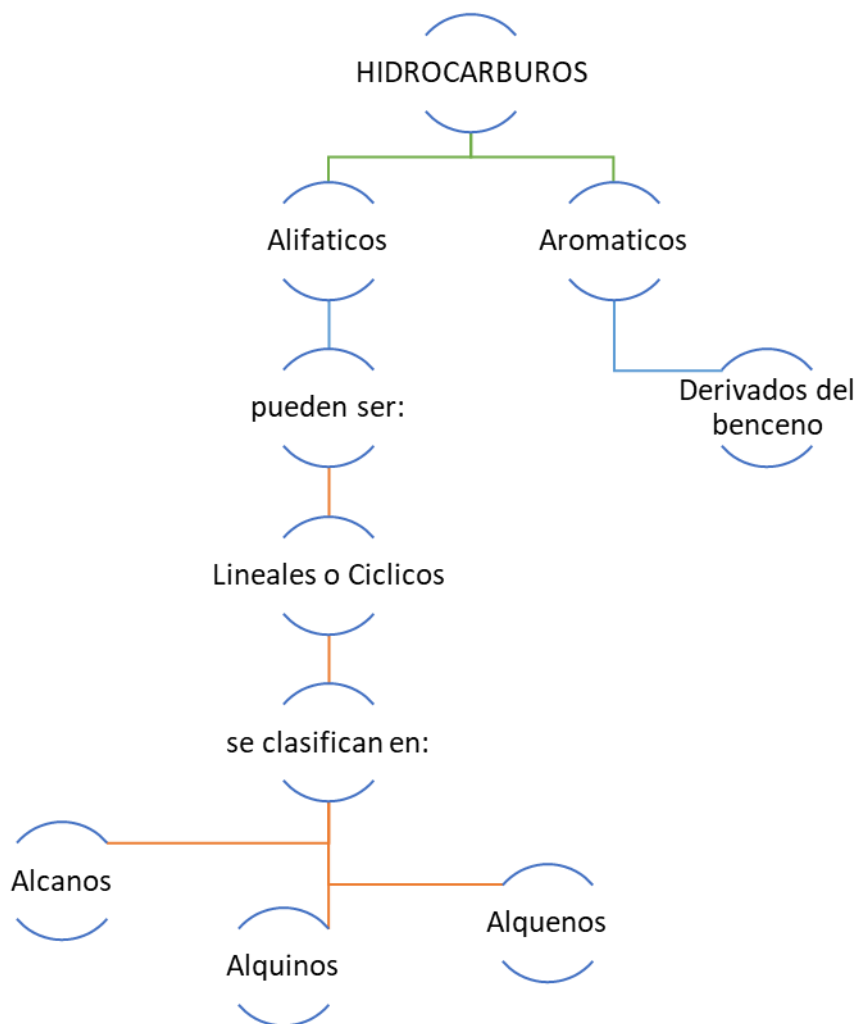 HIDROCARBUROS
Alifaticos
Aromaticos
Derivados del
benceno
pueden ser:
Lineales o Ciclicos
se clasifican en:
Alcanos
Alquenos
Alquinos